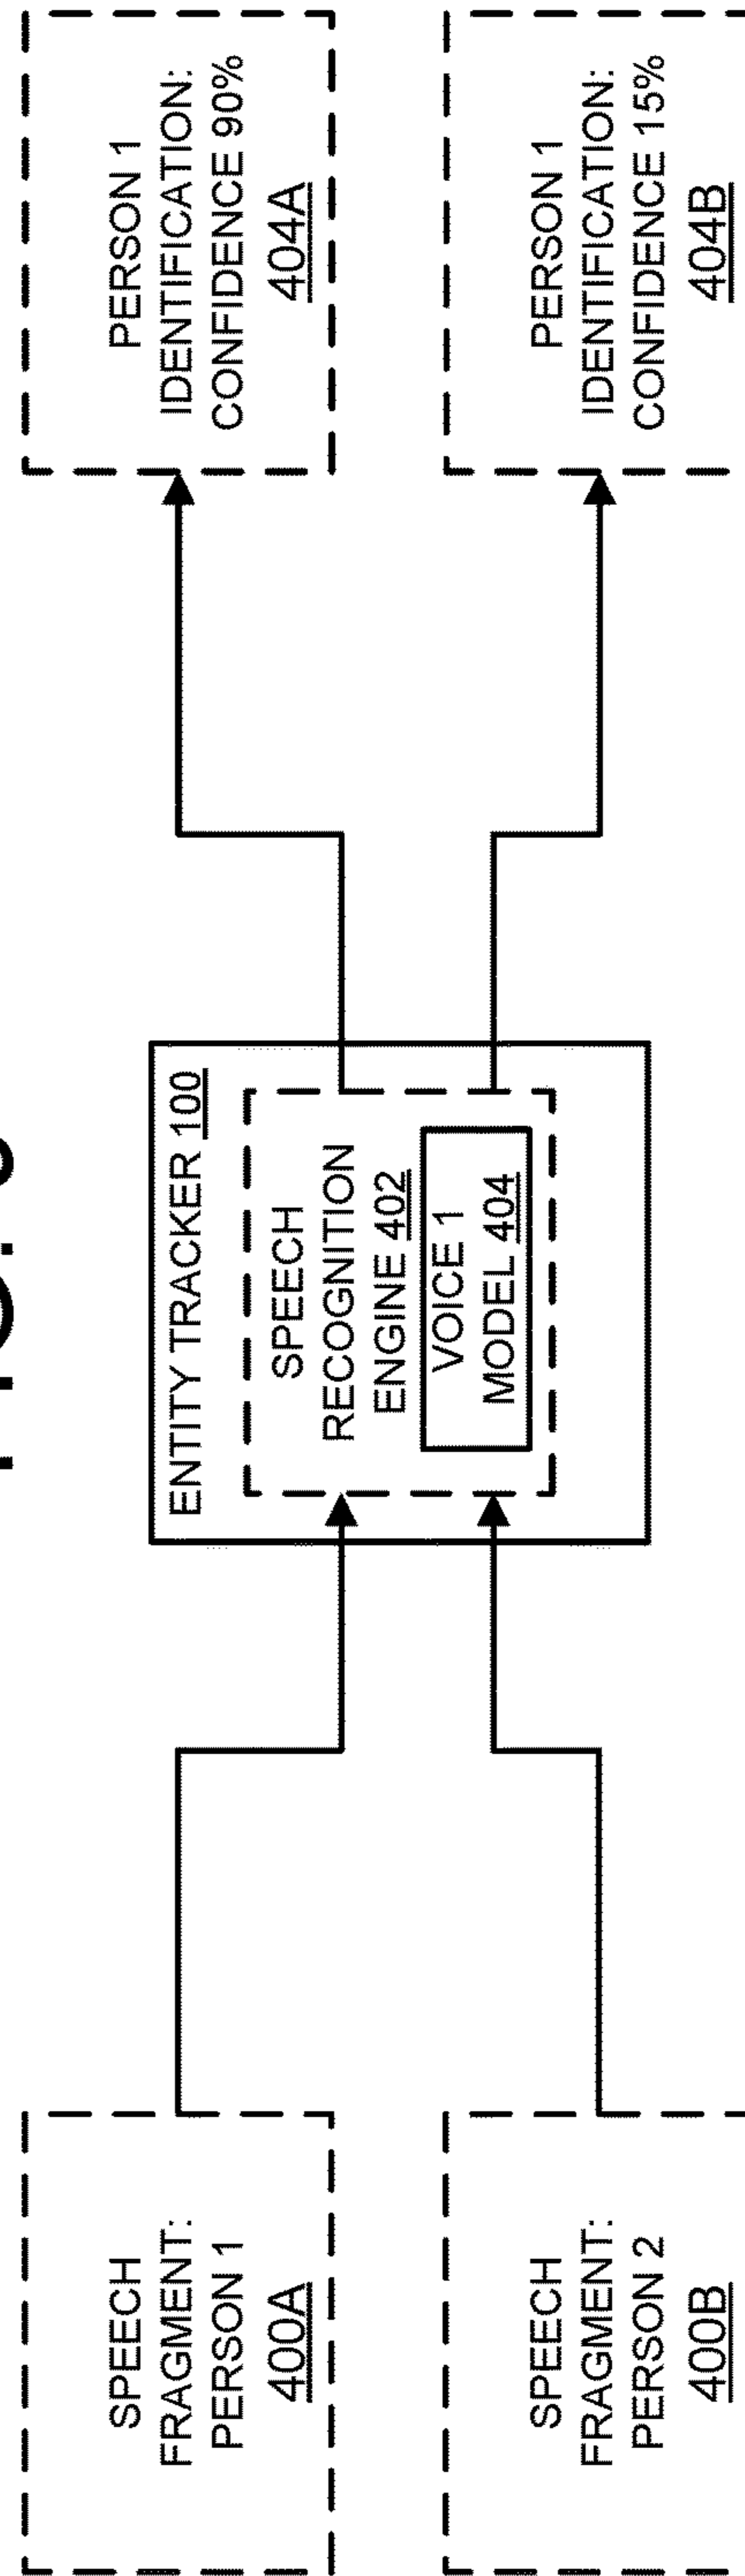 SPEECH
FRAGMENT:
PERSON 1
400A
SPEECH
FRAGMENT:
PERSON 2
400B
ENTITY TRACKER 100
SPEECH
RECOGNITION
ENGINE 402
VOICE 1
MODEL 404
PERSON 1
IDENTIFICATION:
CONFIDENCE 90%
404A
PERSON 1
IDENTIFICATION:
CONFIDENCE 15%
404B